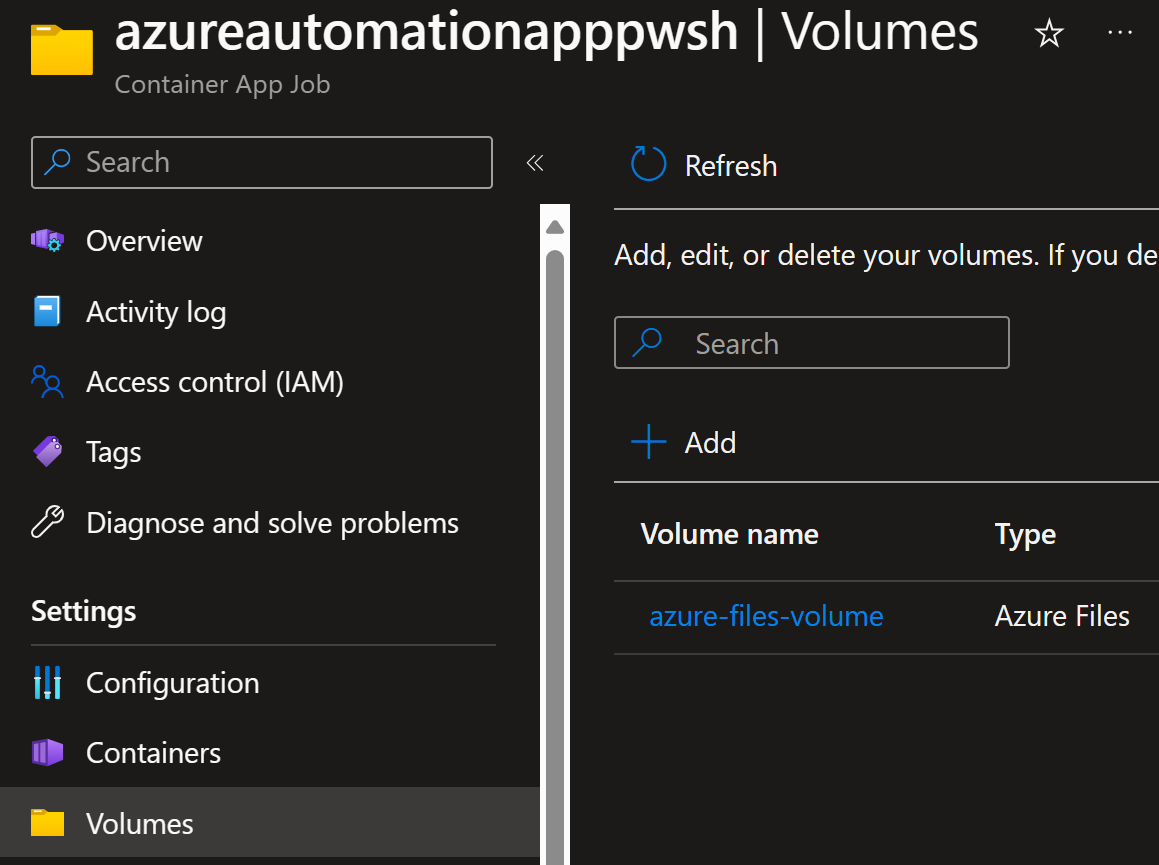 azureautomationapppwsh | Volumes
Container App Job
Search
Overview
Activity log
Access control (IAM)
Tags
Diagnose and solve problems
Settings
Configuration
Containers
Volumes
Refresh
Add, edit, or delete your volumes. If you de
Search
Add
Volume name Type
azure-files-volume Azure Files